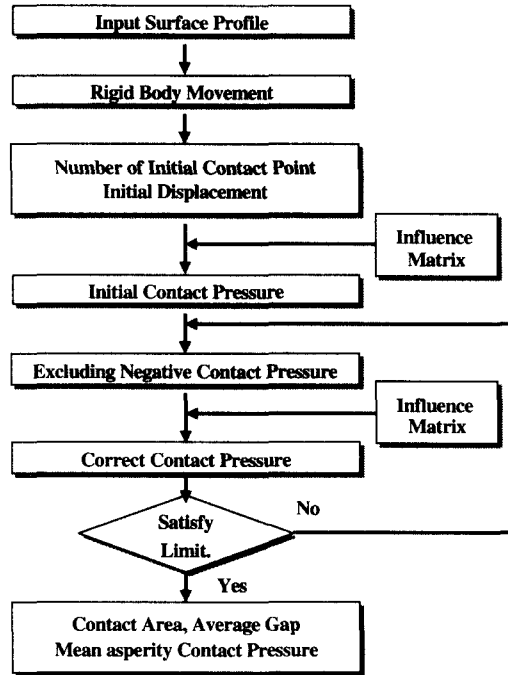 Input Surface Profile
Rigid Body Movement
Number of Initial Contact Point
Initial Displacement
Influence
Matrix
Initial Contact Pressure
Excluding Negative Contact Pressure
Influence
Matrix
Correct Contact Pressure
Satisfy
Limit.
No
Yes
Contact Area, Average Gap
Mean asperity Contact Pressure